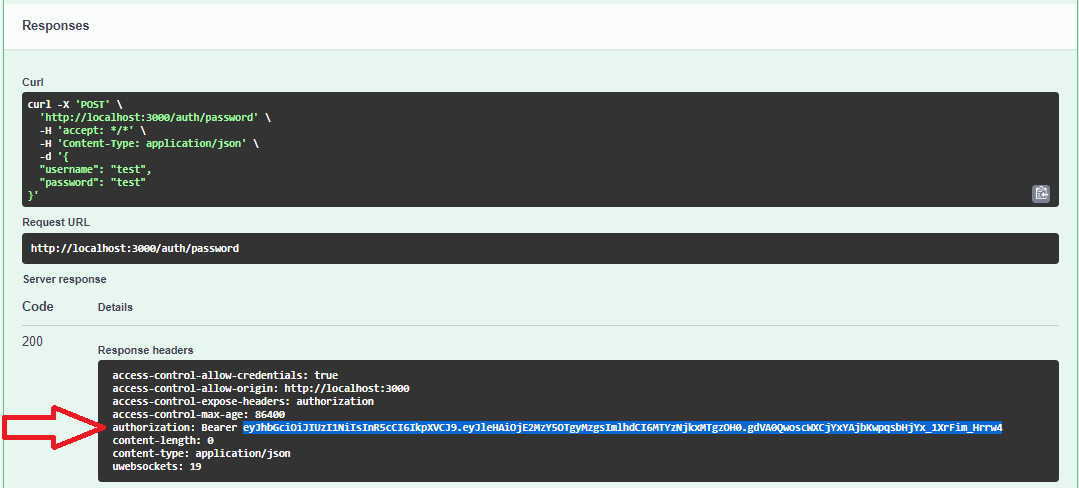 Responses
Curl
curl -X 'POST' \
'http://localhost:3000/auth/password' \
-H 'accept: */*' \
-H 'Content-Type: application/json' \
-d '{
"username": "test",
"password": "test"
}'
Request URL
http://localhost:3000/auth/password
Server response
Code Details
200
Response headers
access-control-allow-credentials: true
access-control-allow-origin: http://localhost:3000
access-control-expose-headers: authorization
access-control-max-age: 86400
authorization: Bearer eyJhbGciOiJIUzI1NiIsInR5cCI6IkpXVCJ9.eyJleHAiOjE2MzY5OTgyMzgsImlhdCI6MTYzNjkxMTgzOH0.gdVA0QwoscWXCjYxYAjbKwpqsbHjYx_1XrFim_Hrrw4
content-length: 0
content-type: application/json
uwebsockets: 19